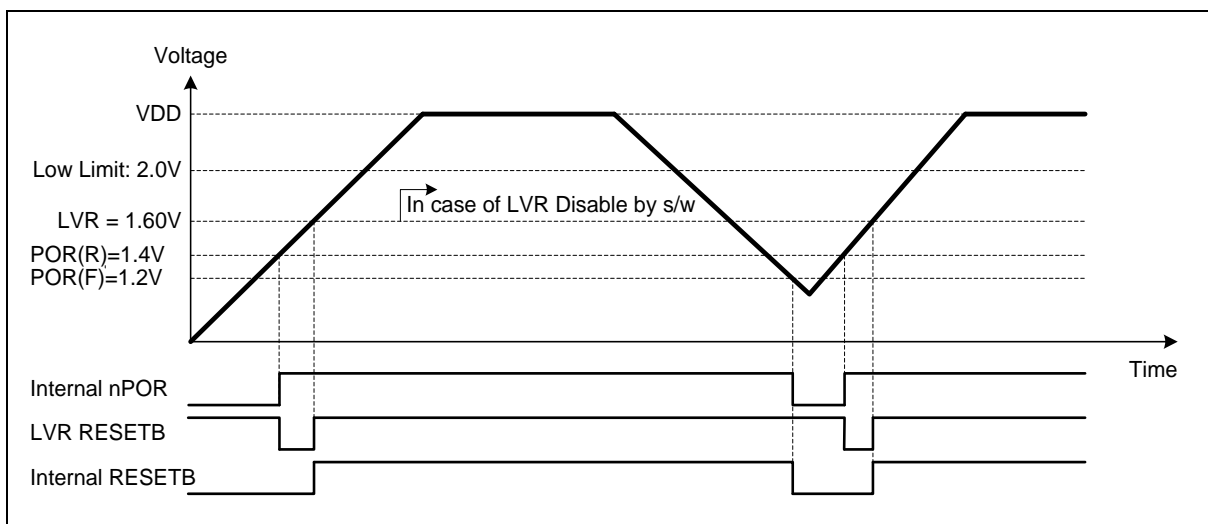 Voltage
VDD
Low Limit: 2.0V
LVR = 1.60V
In case of LVR Disable by s/w
POR(R)=1.4V
POR(F)=1.2V
Time
Internal nPOR
LVR RESETB
Internal RESETB